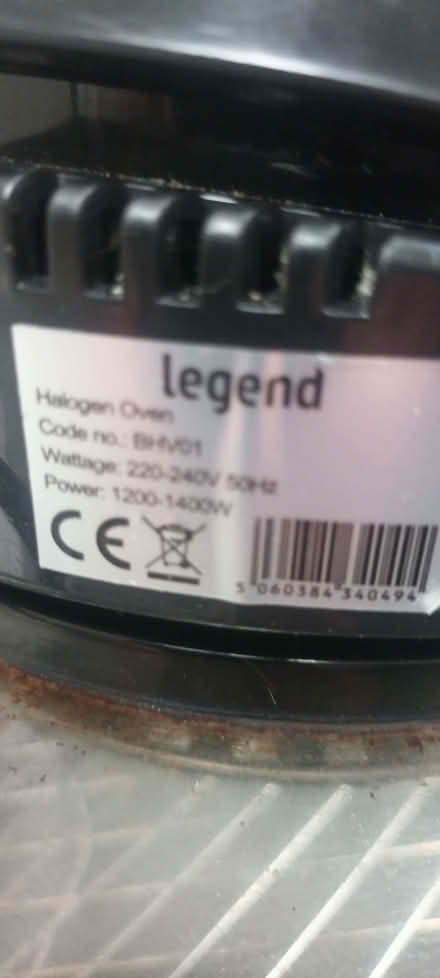 legend
Halogen Oven
Code no.: BHV01
Wattage: 220-240V 50Hz
Power: 1200-1400W
CE
5 060384 340494